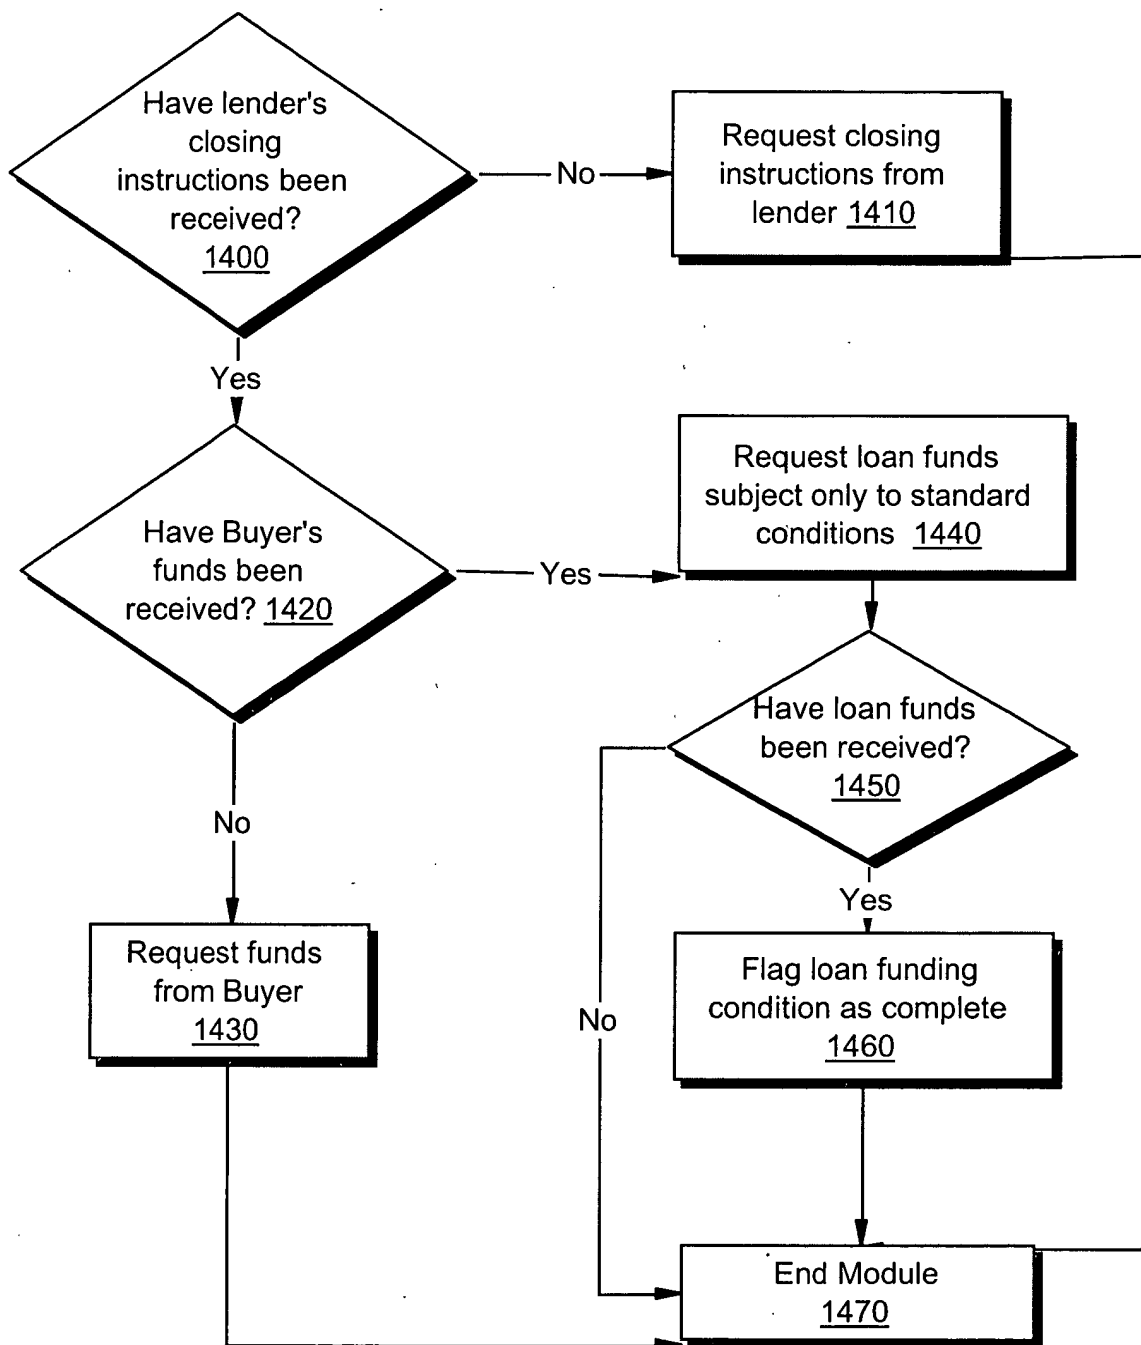 Have lender's
closing
instructions been
received?
1400
No
Request closing
instructions from
lender 1410
Yes
Have Buyer's
funds been
received? 1420
Yes
Request loan funds
subject only to standard
conditions 1440
Have loan funds
been received?
1450
No
Yes
Request funds
from Buyer
1430
Flag loan funding
condition as complete
1460
No
End Module
1470